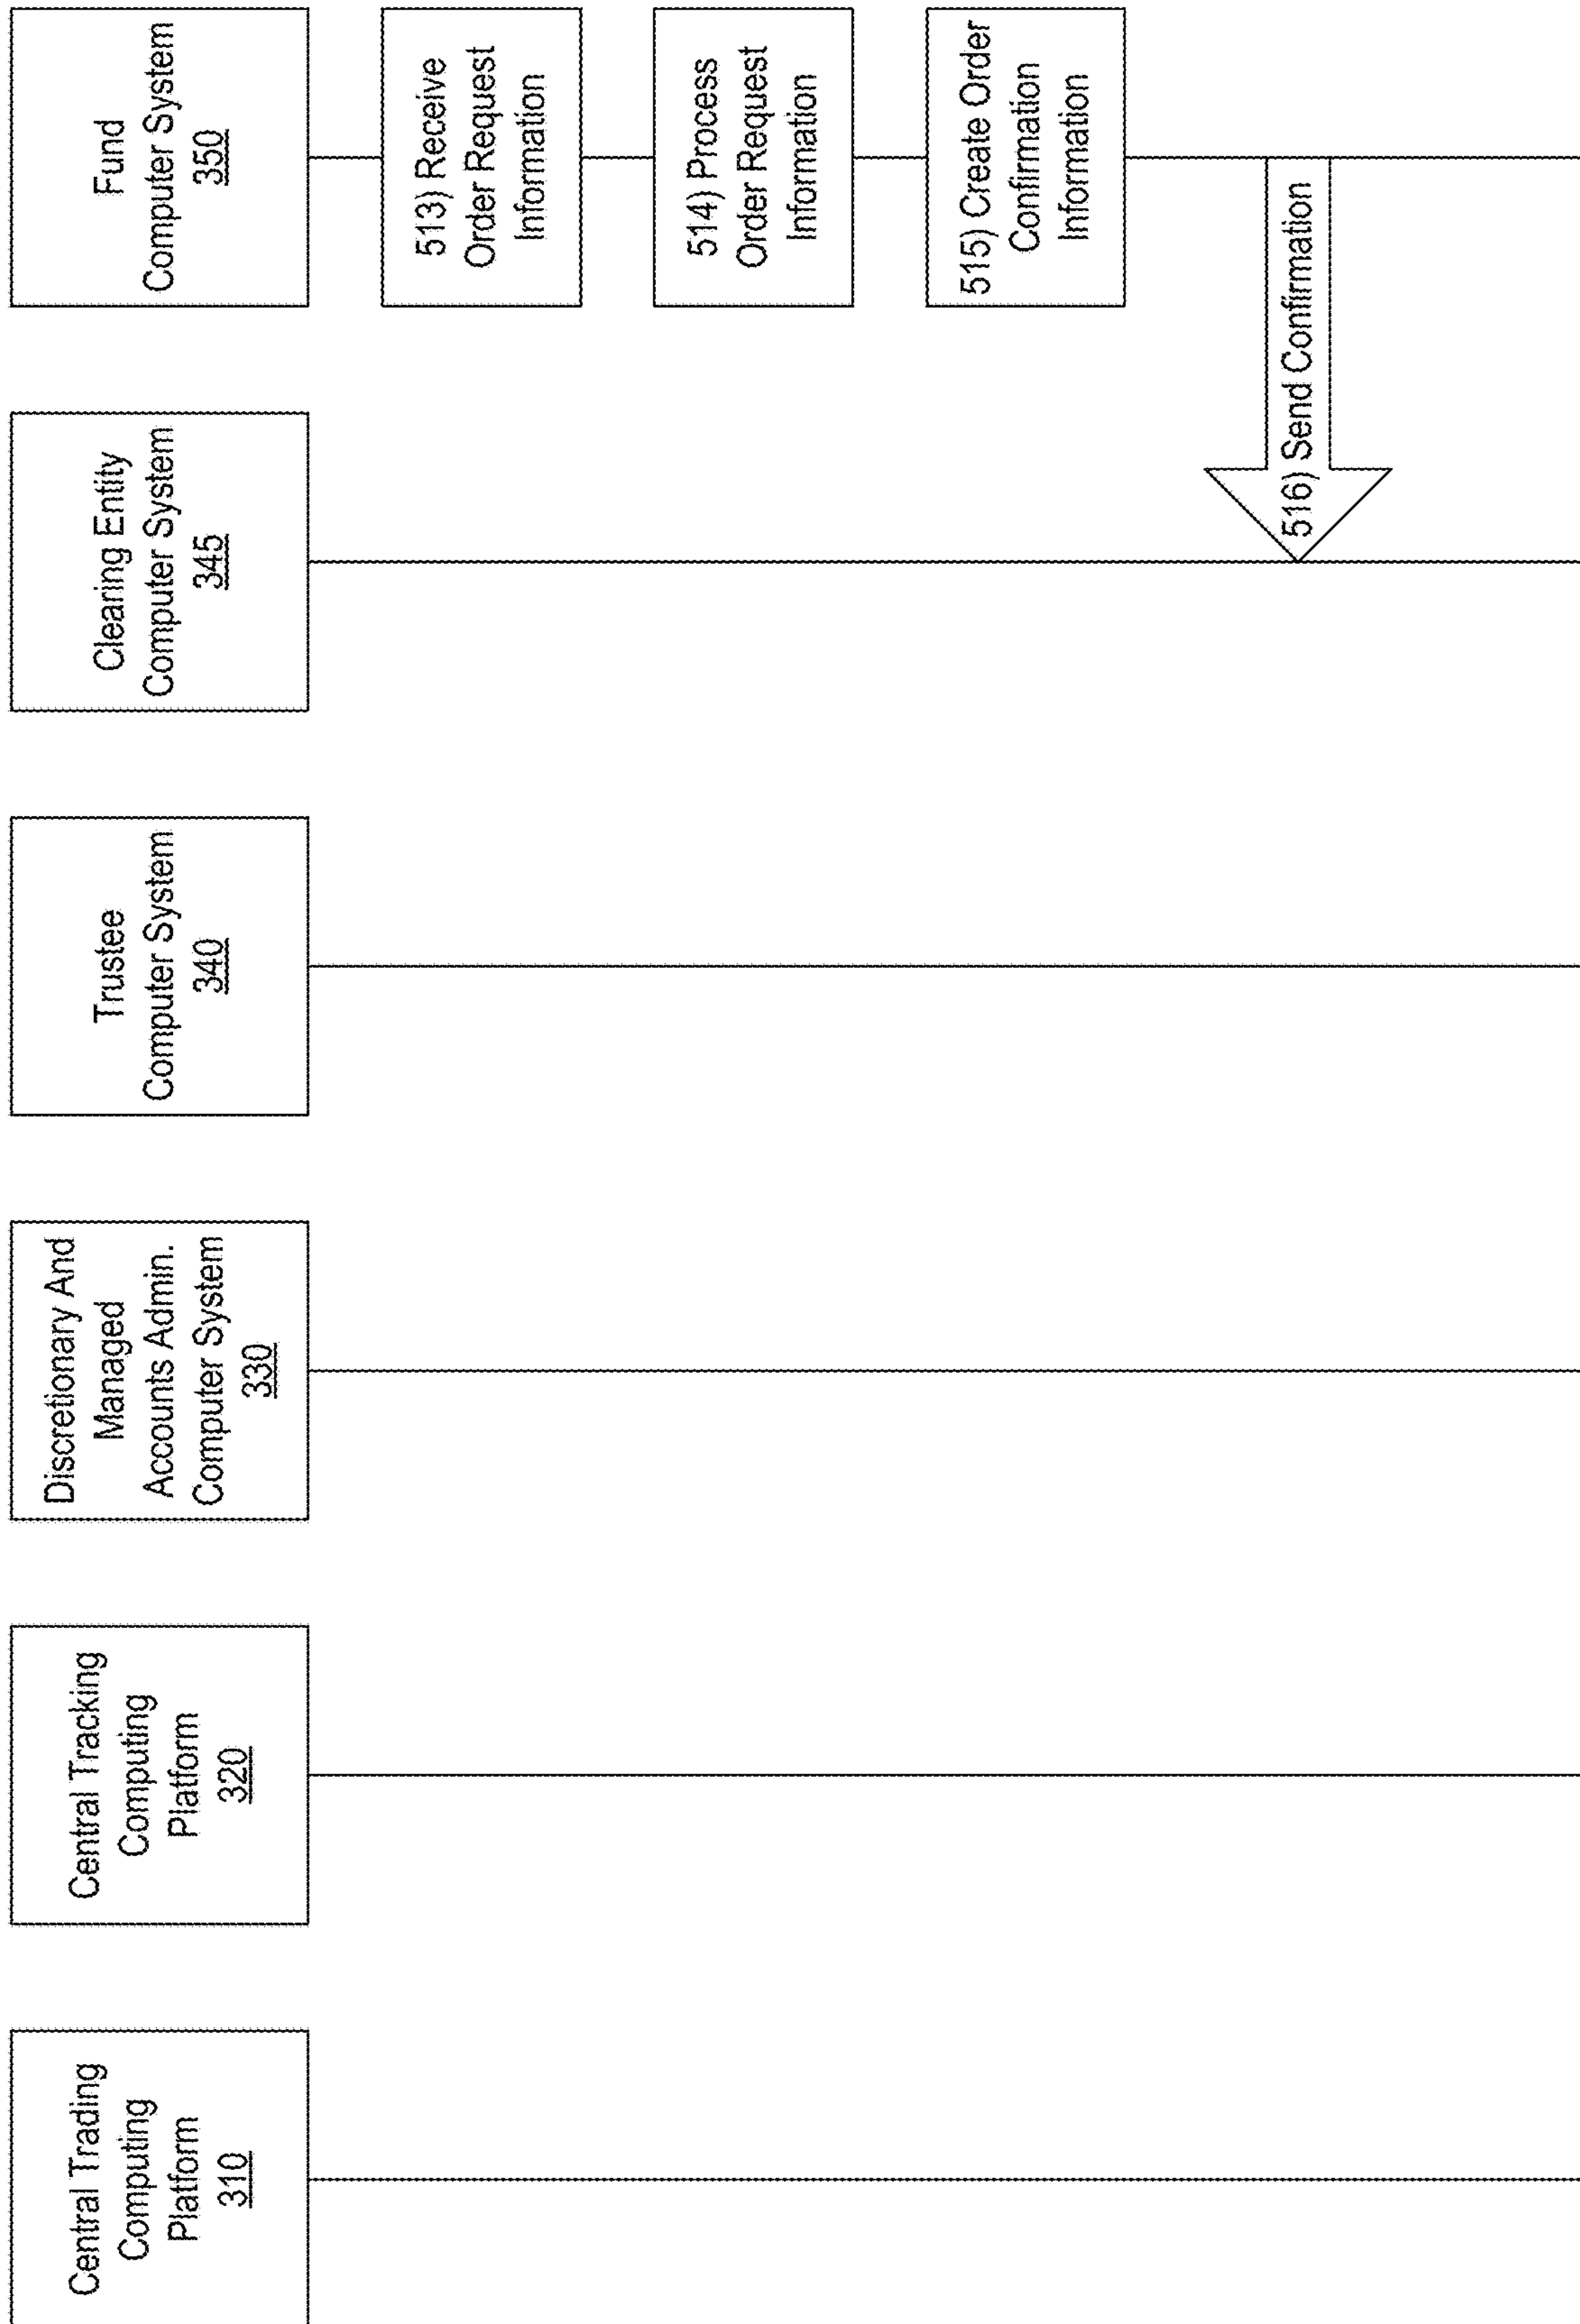 Central Trading
Computing
Platform
310
Central Tracking
Computing
Platform
320
Discretionary And
Managed
Accounts Admin.
Computer System
330
Trustee
Computer System
340
Clearing Entity
Computer System
345
Fund
Computer System
350
513) Receive
Order Request
Information
514) Process
Order Request
Information
515) Create Order
Confirmation
Information
516) Send Confirmation